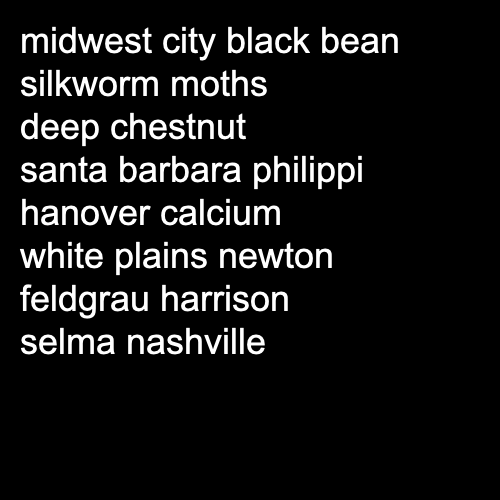 midwest city black bean
silkworm moths
deep chestnut
santa barbara philippi
hanover calcium
white plains newton
feldgrau harrison
selma nashville